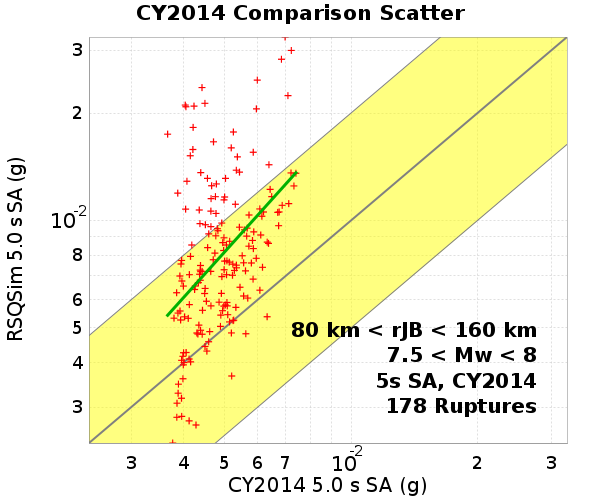 CY2014 Comparison Scatter
RSQSim 5.0 s SA (g)
3
2
10-2
8
7
6
5
4
3
80 km < rJB < 160 km
7.5 < Mw < 8
5s SA, CY2014
178 Ruptures
3 4 5 6 7 10-2 2 3
CY2014 5.0 s SA (g)